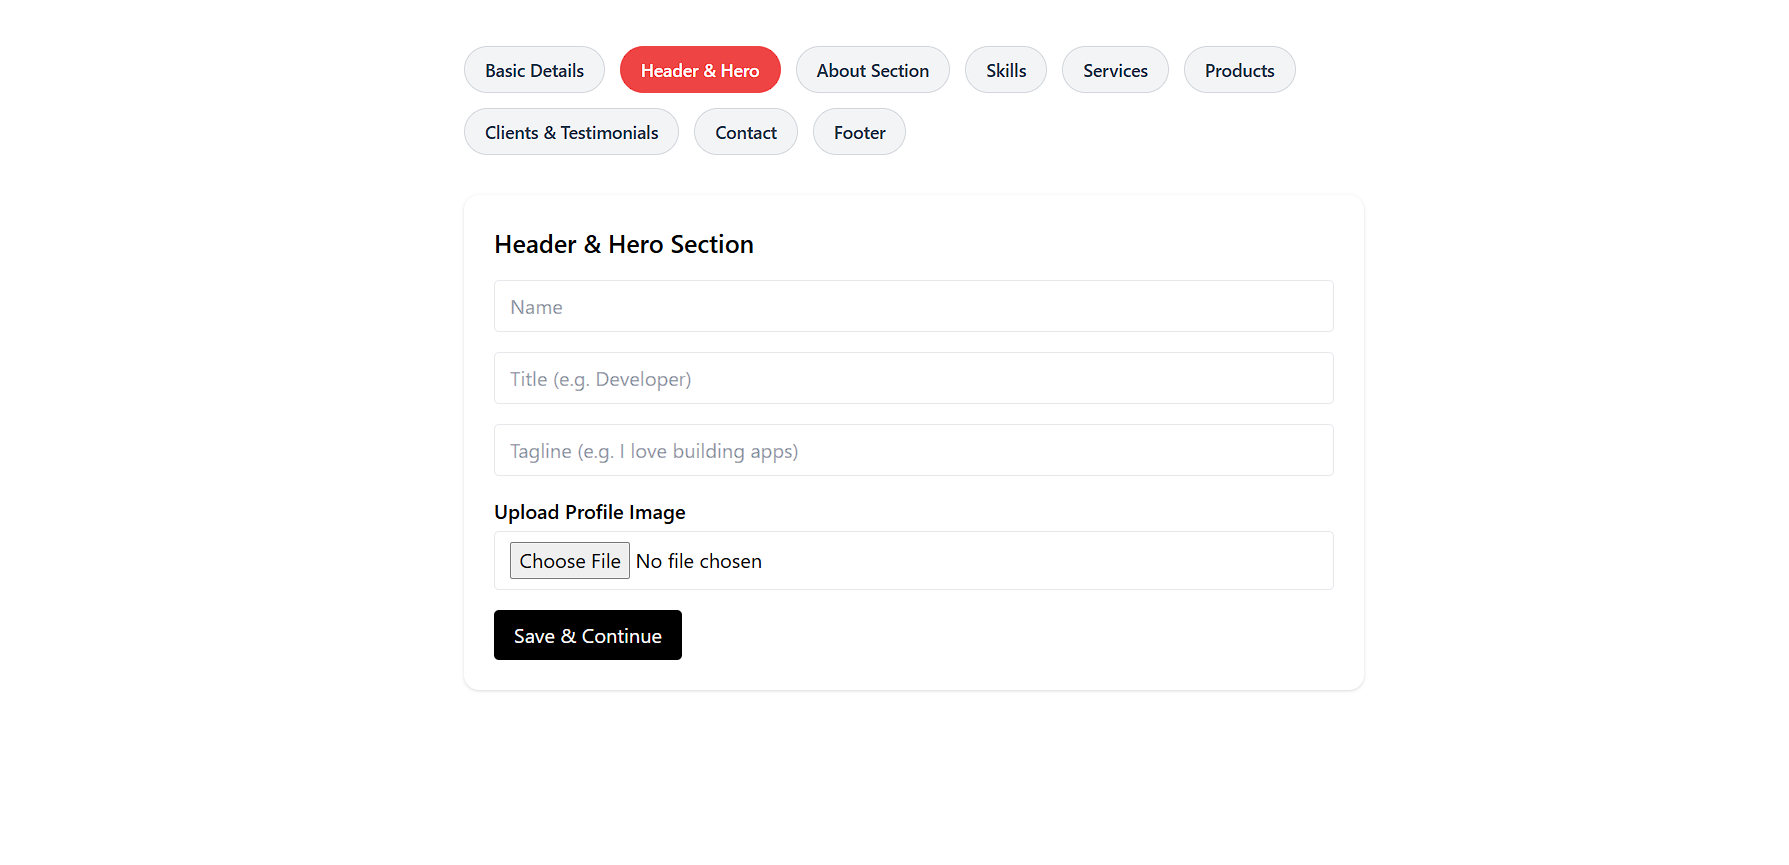 Basic Details Header & Hero About Section Skills Services Products
Clients & Testimonials Contact Footer
Header & Hero Section
Name
Title (e.g. Developer)
Tagline (e.g. I love building apps)
Upload Profile Image
Choose File No file chosen
Save & Continue